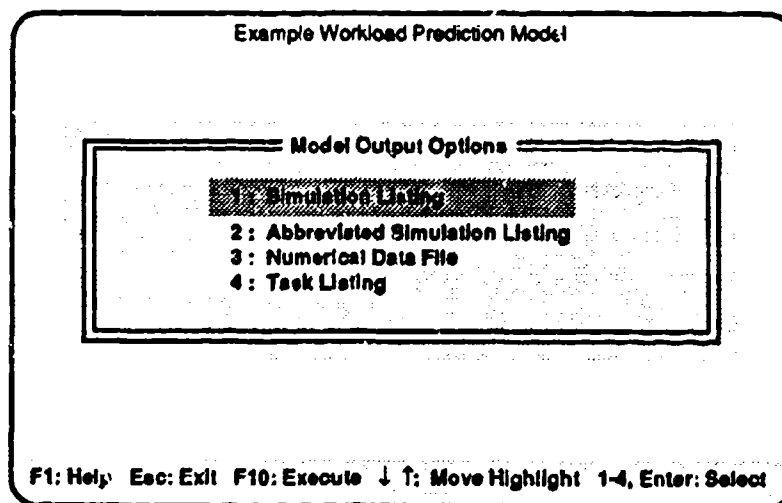 Example Workload Prediction Model
Model Output Options
1 : Simulation Listing
2 : Abbreviated Simulation Listing
3 : Numerical Data File
4 : Task Listing
F1: Help Esc: Exit F10: Execute ↓ ↑: Move Highlight 1-4, Enter: Select